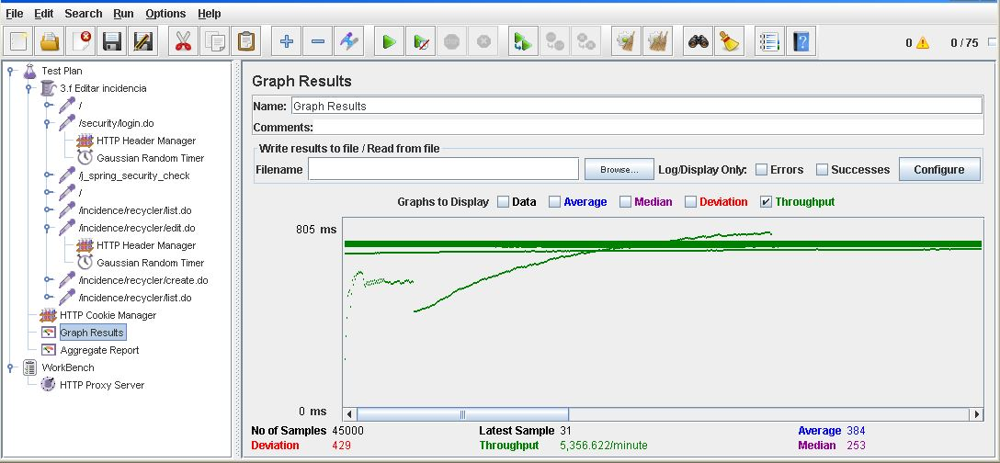 File Edit Search Run Options Help
0 0 / 75
Test Plan
3.f Editar incidencia
/
/security/login.do
HTTP Header Manager
Gaussian Random Timer
/j_spring_security_check
/
/incidence/recycler/list.do
/incidence/recycler/edit.do
HTTP Header Manager
Gaussian Random Timer
/incidence/recycler/create.do
/incidence/recycler/list.do
HTTP Cookie Manager
Graph Results
Aggregate Report
WorkBench
HTTP Proxy Server
Graph Results
Name: Graph Results
Comments:
Write results to file / Read from file
Filename Browse... Log/Display Only: Errors Successes Configure
Graphs to Display Data Average Median Deviation Throughput
805 ms
0 ms
No of Samples 45000 Latest Sample 31 Average 384
Deviation 429 Throughput 5,356.622/minute Median 253